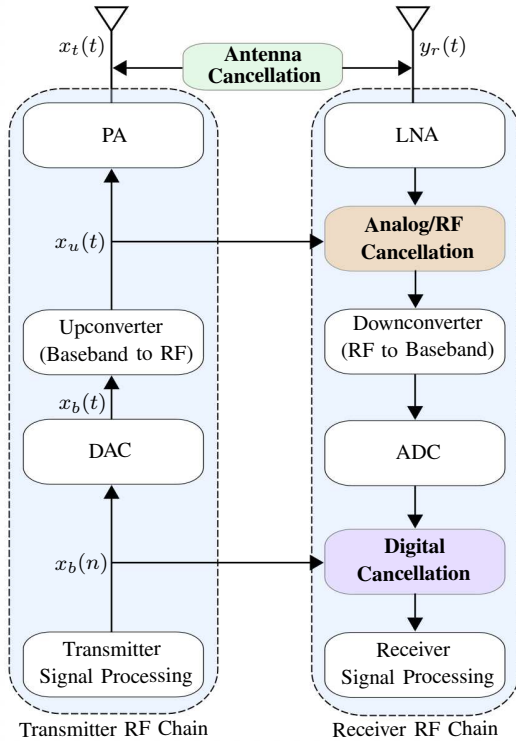 x_t(t)
y_r(t)
Antenna
Cancellation
PA
LNA
x_u(t)
Analog/RF
Cancellation
Upconverter
(Baseband to RF)
Downconverter
(RF to Baseband)
x_b(t)
DAC
ADC
x_b(n)
Digital
Cancellation
Transmitter
Signal Processing
Receiver
Signal Processing
Transmitter RF Chain
Receiver RF Chain